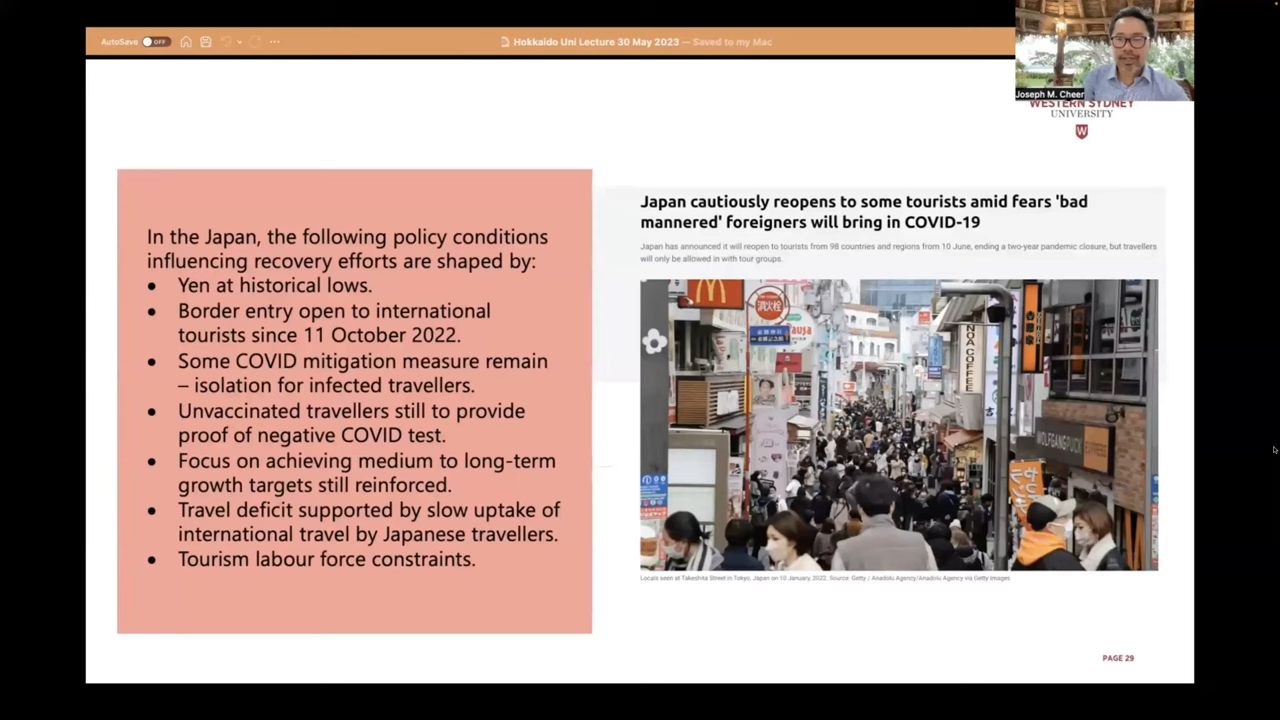 AutoSave OFF
Hokkaido Uni Lecture 30 May 2023 — Saved to my Mac
Joseph M. Cheer
WESTERN SYDNEY
UNIVERSITY
W
In the Japan, the following policy conditions
influencing recovery efforts are shaped by:
• Yen at historical lows.
• Border entry open to international
tourists since 11 October 2022.
• Some COVID mitigation measure remain
– isolation for infected travellers.
• Unvaccinated travellers still to provide
proof of negative COVID test.
• Focus on achieving medium to long-term
growth targets still reinforced.
• Travel deficit supported by slow uptake of
international travel by Japanese travellers.
• Tourism labour force constraints.
Japan cautiously reopens to some tourists amid fears 'bad
mannered' foreigners will bring in COVID-19
Japan has announced it will reopen to tourists from 98 countries and regions from 10 June, ending a two-year pandemic closure, but travellers
will only be allowed in with tour groups.
消火栓
NOA COFFEE
WOLFGANG PUCK
Locals seen at Takeshita Street in Tokyo, Japan on 10 January, 2022. Source: Getty / Anadolu Agency/Anadolu Agency via Getty Images
PAGE 29